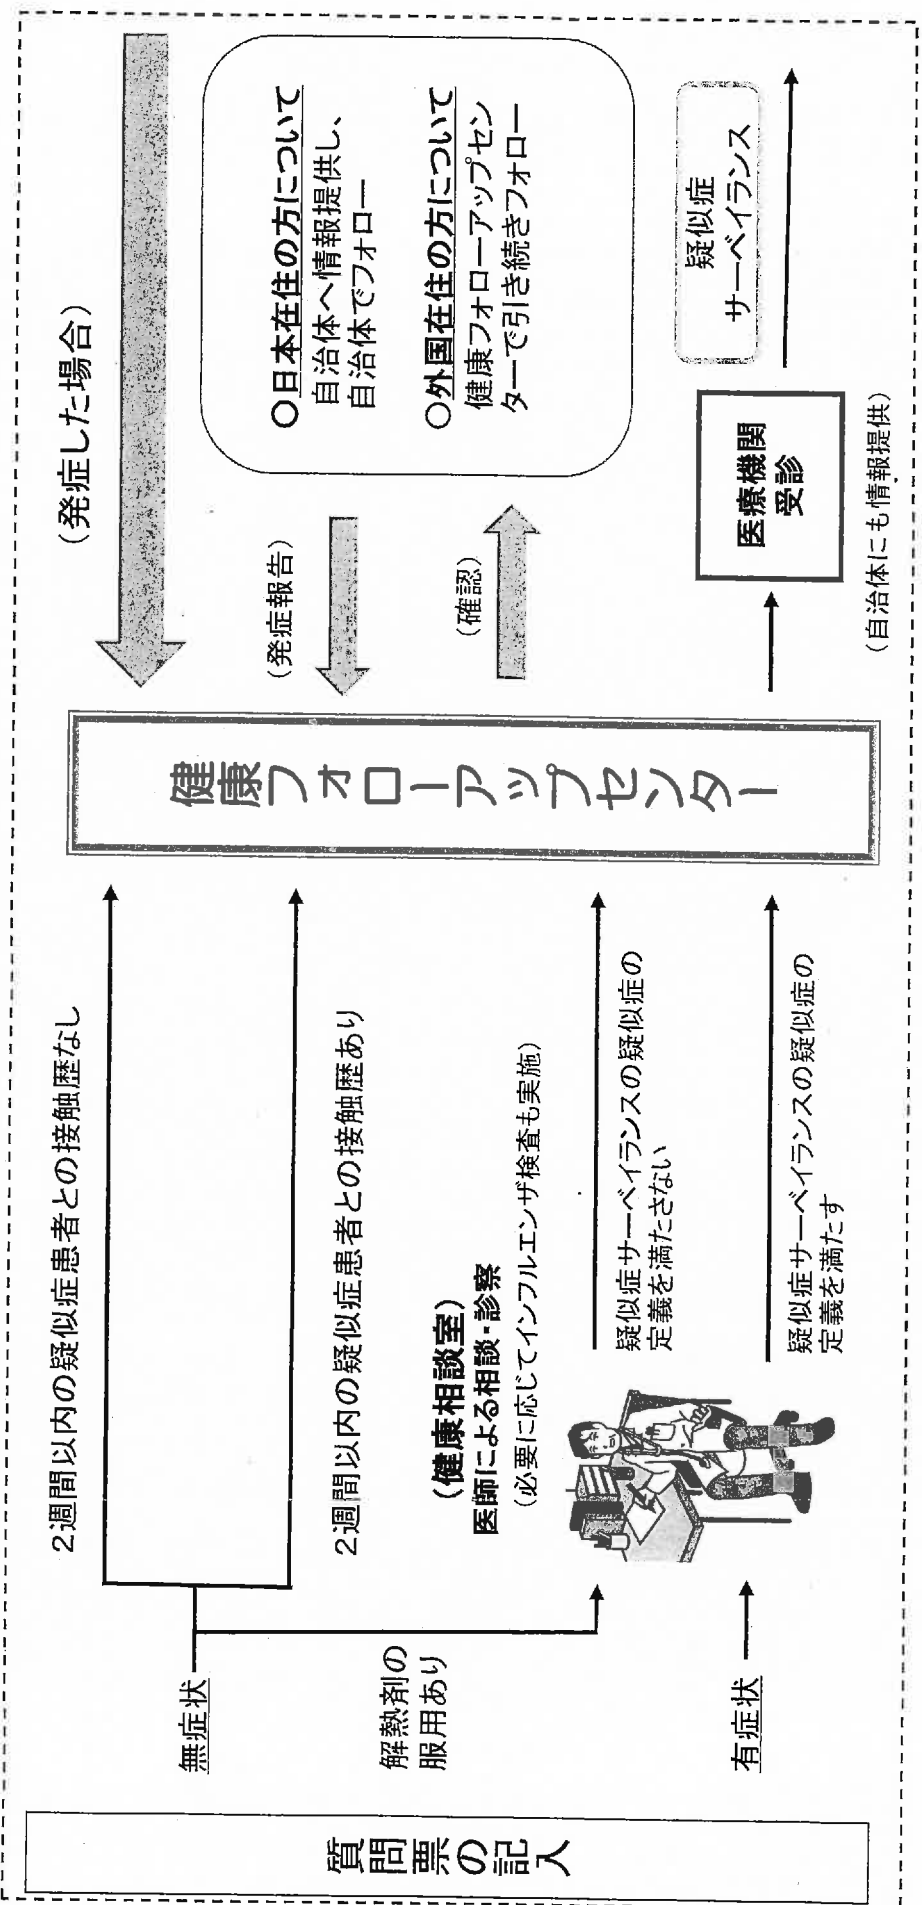 質問票の記入
無症状
解熱剤の
服用あり
有症状
2週間以内の疑似症患者との接触歴なし
2週間以内の疑似症患者との接触歴あり
(健康相談室)
医師による相談・診察
(必要に応じてインフルエンザ検査も実施)
疑似症サーベイランスの疑似症の
定義を満たさない
疑似症サーベイランスの疑似症の
定義を満たす
健康フォローアップセンター
(発症した場合)
(発症報告)
(確認)
〇日本在住の方について
自治体へ情報提供し、
自治体でフォロー
〇外国在住の方について
健康フォローアップセン
ターで引き続きフォロー
医療機関
受診
(自治体にも情報提供)
疑似症
サーベイランス